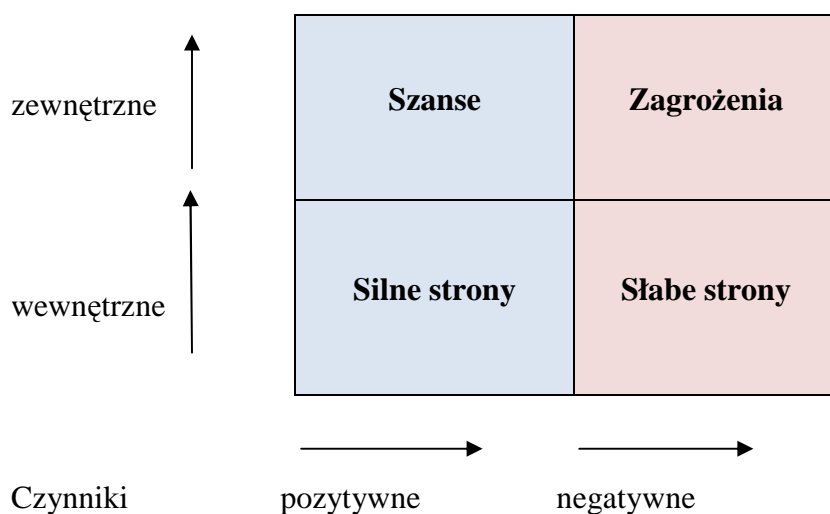 zewnętrzne Szanse Zagrożenia
wewnętrzne Silne strony Słabe strony
Czynniki pozytywne negatywne